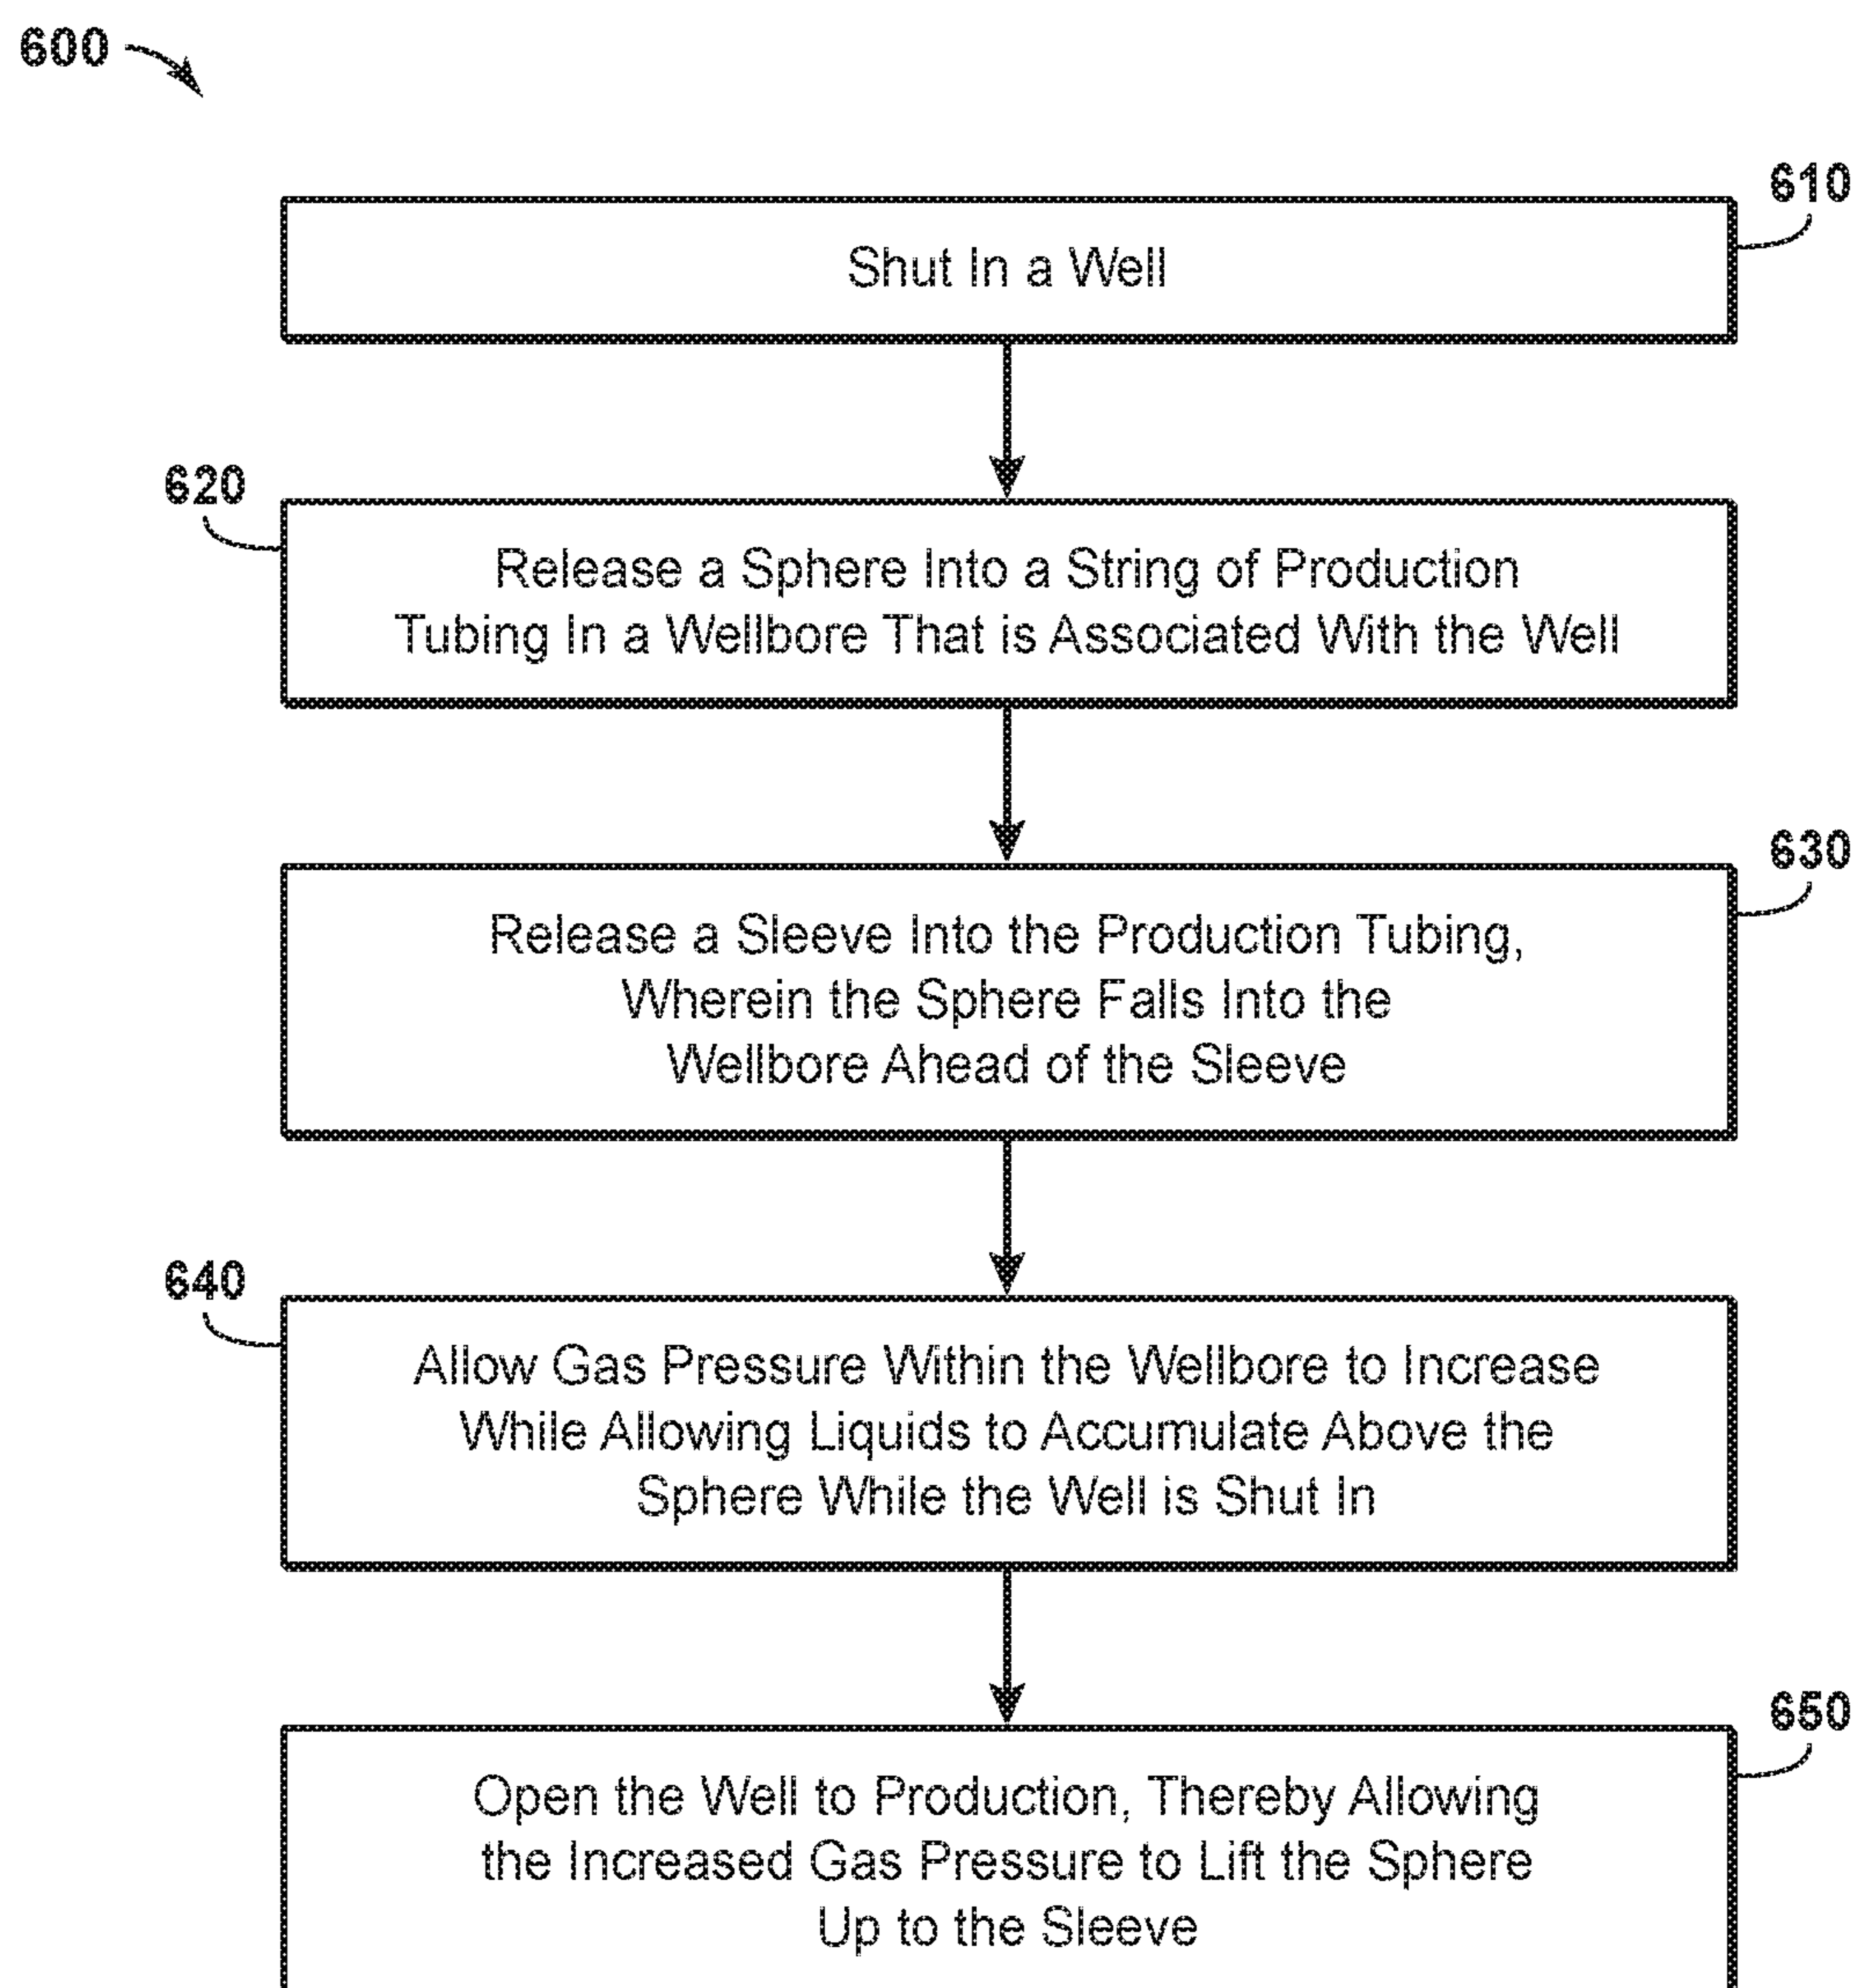 600
610
Shut In a Well
620
Release a Sphere Into a String of Production
Tubing In a Wellbore That is Associated With the Well
630
Release a Sleeve Into the Production Tubing,
Wherein the Sphere Falls Into the
Wellbore Ahead of the Sleeve
640
Allow Gas Pressure Within the Wellbore to Increase
While Allowing Liquids to Accumulate Above the
Sphere While the Well is Shut In
650
Open the Well to Production, Thereby Allowing
the Increased Gas Pressure to Lift the Sphere
Up to the Sleeve